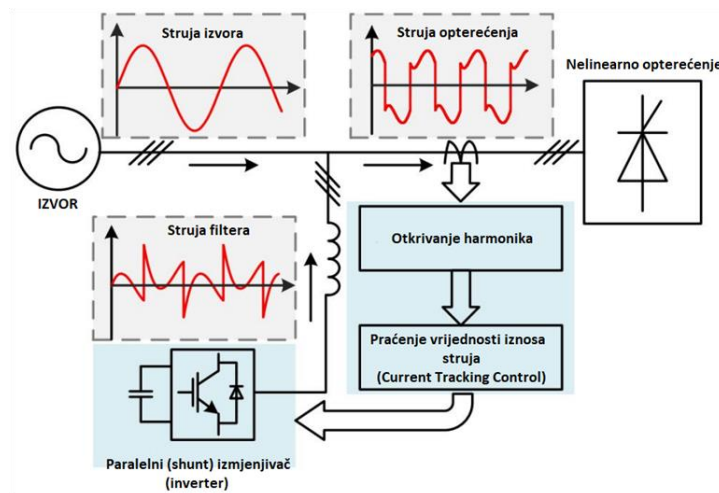 Struja izvora
Struja opterećenja
Nelinearno opterećenje
IZVOR
Struja filtera
Otkrivanje harmonika
Praćenje vrijednosti iznosa
struja
(Current Tracking Control)
Paralelni (shunt) izmjenjivač
(inverter)